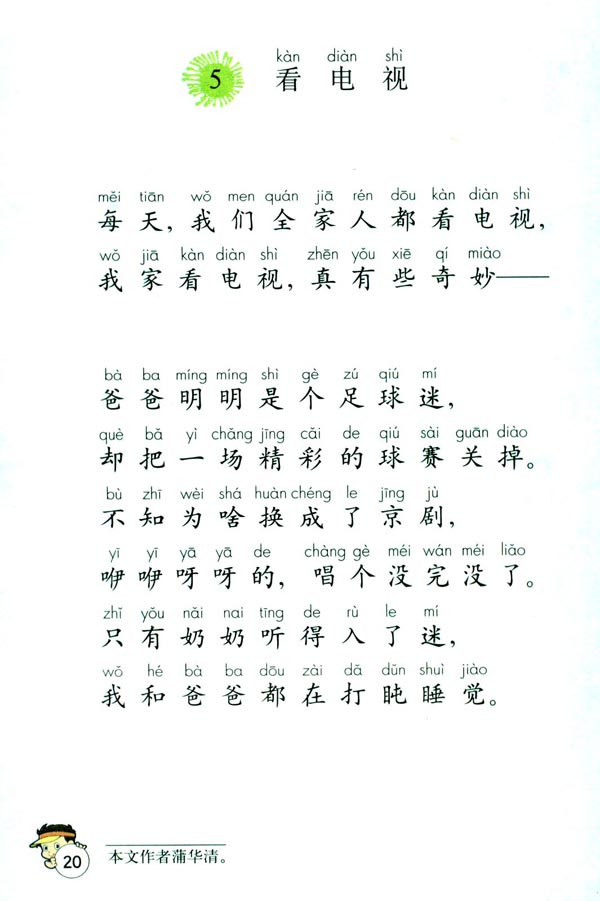 kàn diàn shì
5 看电视
měi tiān wǒ men quán jiā rén dōu kàn diàn shì
每天，我们全家人都看电视，
wǒ jiā kàn diàn shì zhēn yǒu xiē qí miào
我家看电视，真有些奇妙——
bà ba míng míng shì gè zú qiú mí
爸爸明明是个足球迷，
què bǎ yì chǎng jīng cǎi de qiú sài guān diào
却把一场精彩的球赛关掉。
bù zhī wèi shá huàn chéng le jīng jù
不知为啥换成了京剧，
yī yī yā yā de chàng gè méi wán méi liǎo
咿咿呀呀的，唱个没完没了。
zhǐ yǒu nǎi nai tīng de rù le mí
只有奶奶听得入了迷，
wǒ hé bà ba dōu zài dǎ dǔn shuì jiào
我和爸爸都在打盹睡觉。
20
本文作者蒲华清。